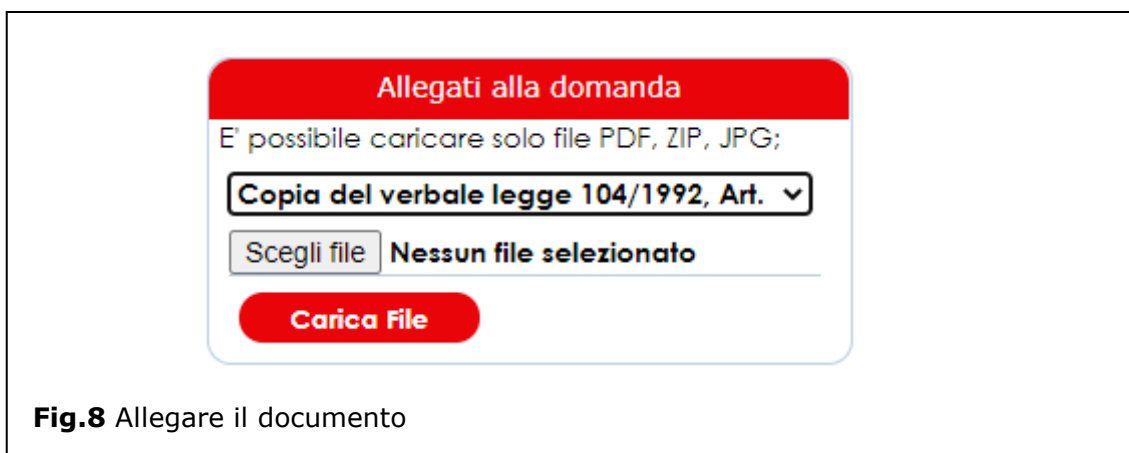 Allegati alla domanda
E' possibile caricare solo file PDF, ZIP, JPG;
Copia del verbale legge 104/1992, Art.
Scegli file Nessun file selezionato
Carica File
Fig.8 Allegare il documento